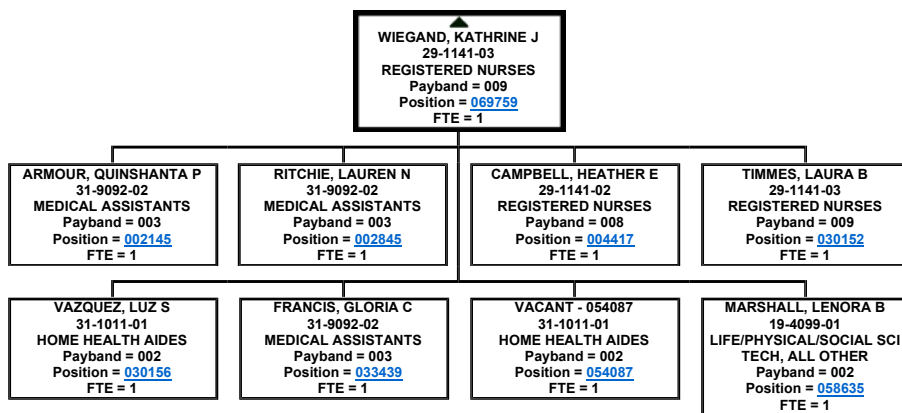 WIEGAND, KATHRINE J
29-1141-03
REGISTERED NURSES
Payband = 009
Position = 069759
FTE = 1
ARMOUR, QUINSHANTA P
31-9092-02
MEDICAL ASSISTANTS
Payband = 003
Position = 002145
FTE = 1
RITCHIE, LAUREN N
31-9092-02
MEDICAL ASSISTANTS
Payband = 003
Position = 002845
FTE = 1
CAMPBELL, HEATHER E
29-1141-02
REGISTERED NURSES
Payband = 008
Position = 004417
FTE = 1
TIMMES, LAURA B
29-1141-03
REGISTERED NURSES
Payband = 009
Position = 030152
FTE = 1
VAZQUEZ, LUZ S
31-1011-01
HOME HEALTH AIDES
Payband = 002
Position = 030156
FTE = 1
FRANCIS, GLORIA C
31-9092-02
MEDICAL ASSISTANTS
Payband = 003
Position = 033439
FTE = 1
VACANT - 054087
31-1011-01
HOME HEALTH AIDES
Payband = 002
Position = 054087
FTE = 1
MARSHALL, LENORA B
19-4099-01
LIFE/PHYSICAL/SOCIAL SCI
TECH, ALL OTHER
Payband = 002
Position = 058635
FTE = 1